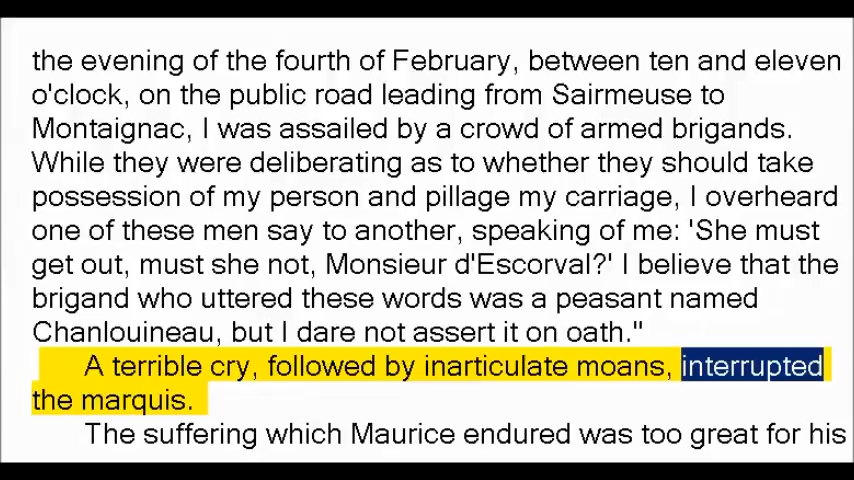 the evening of the fourth of February, between ten and eleven
o'clock, on the public road leading from Sairmeuse to
Montaignac, I was assailed by a crowd of armed brigands.
While they were deliberating as to whether they should take
possession of my person and pillage my carriage, I overheard
one of these men say to another, speaking of me: 'She must
get out, must she not, Monsieur d'Escorval?' I believe that the
brigand who uttered these words was a peasant named
Chanlouineau, but I dare not assert it on oath."
A terrible cry, followed by inarticulate moans, interrupted
the marquis.
The suffering which Maurice endured was too great for his